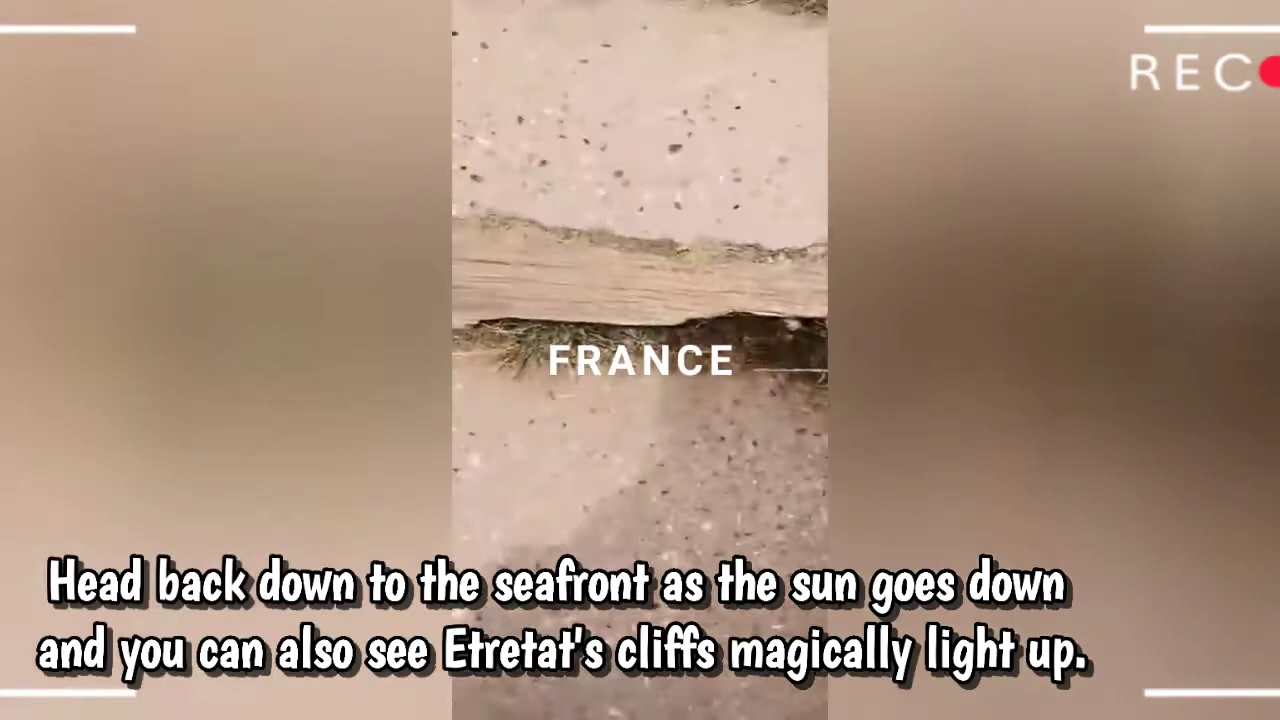 REC
FRANCE
Head back down to the seafront as the sun goes down
and you can also see Etretat's cliffs magically light up.